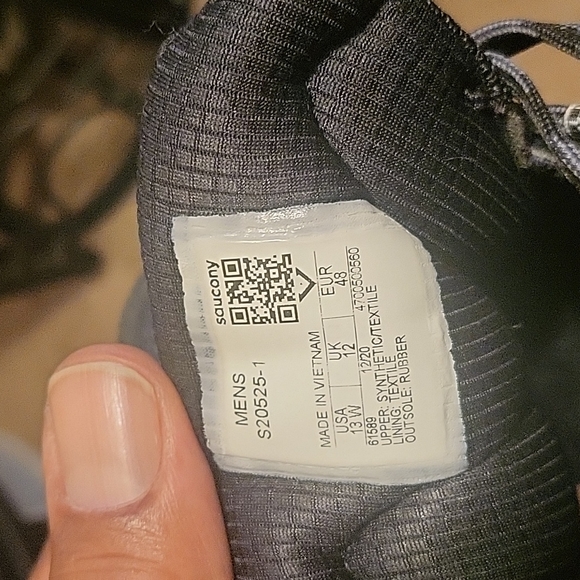 saucony
MENS
S20525-1
MADE IN VIETNAM
USA UK EUR
13 W 12 48
61589 12/20 4700500560
UPPER: SYNTHETIC/TEXTILE
LINING: TEXTILE
OUTSOLE: RUBBER